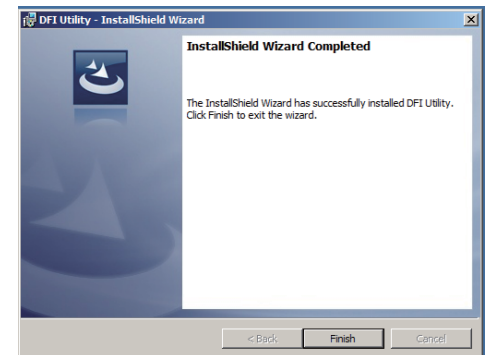 DFI Utility - InstallShield Wizard
InstallShield Wizard Completed
The InstallShield Wizard has successfully installed DFI Utility.
Click Finish to exit the wizard.
< Back
Finish
Cancel